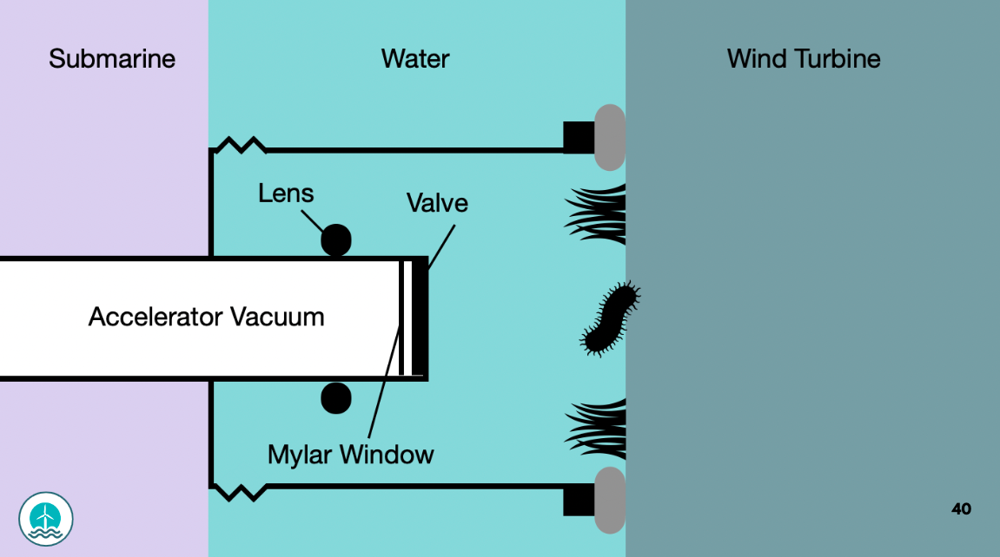 Submarine
Water
Wind Turbine
Lens
Valve
Accelerator Vacuum
Mylar Window
40